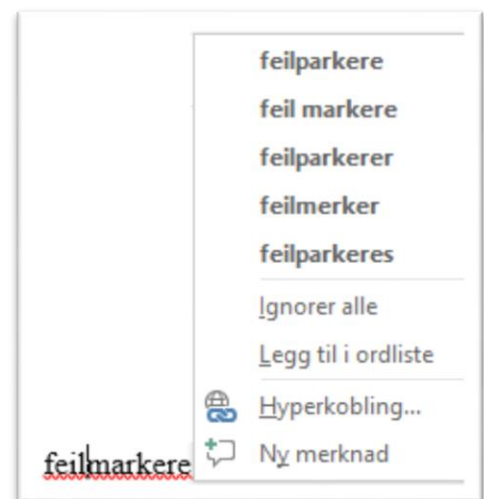 feilparkere
feil markere
feilparkerer
feilmerker
feilparkeres
Ignorer alle
Legg til i ordliste
Hyperkobling...
Ny merknad
feilmarkere